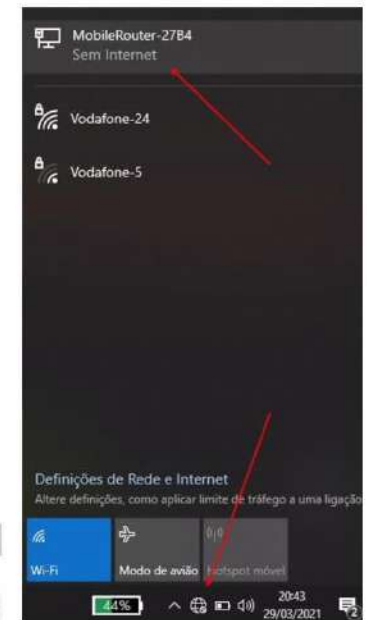 MobileRouter-27B4
Sem Internet
Vodafone-24
Vodafone-5
Definições de Rede e Internet
Altere definições, como aplicar limite de tráfego a uma ligação
Wi-Fi
Modo de avião
Hotspot móvel
44%
20:43
29/03/2021
2